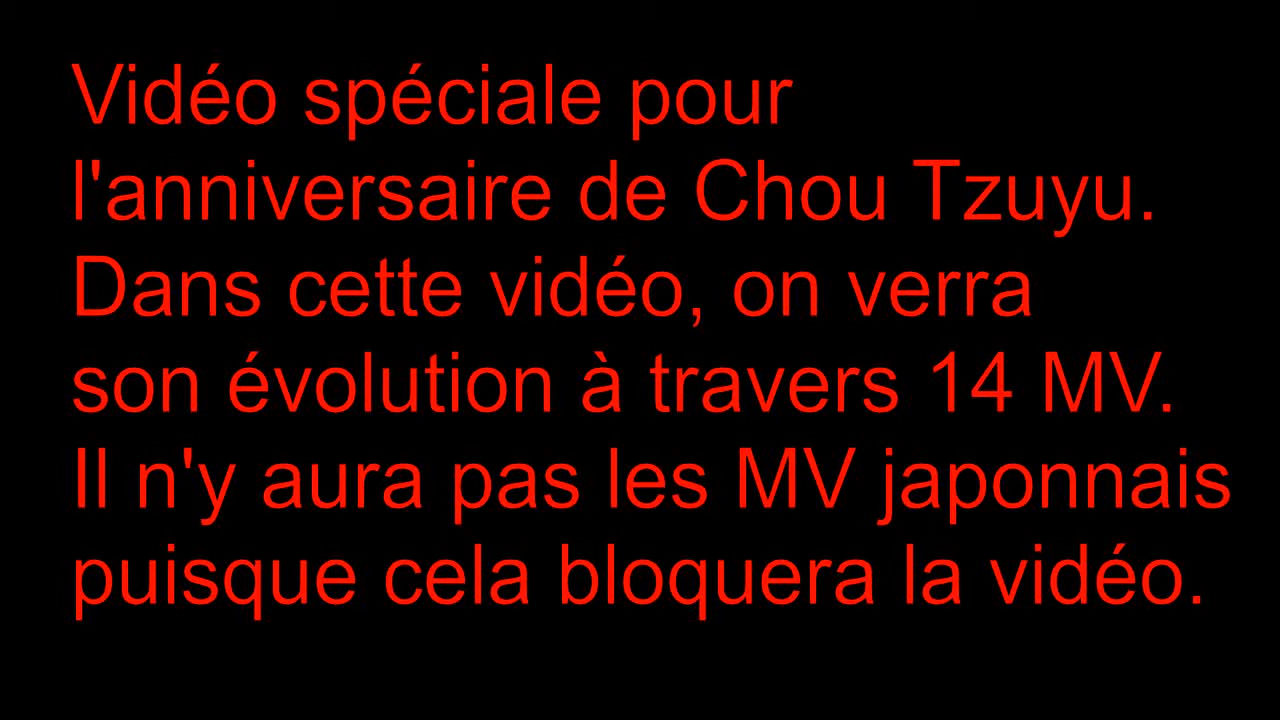 Vidéo spéciale pour
l'anniversaire de Chou Tzuyu.
Dans cette vidéo, on verra
son évolution à travers 14 MV.
Il n'y aura pas les MV japonnais
puisque cela bloquera la vidéo.